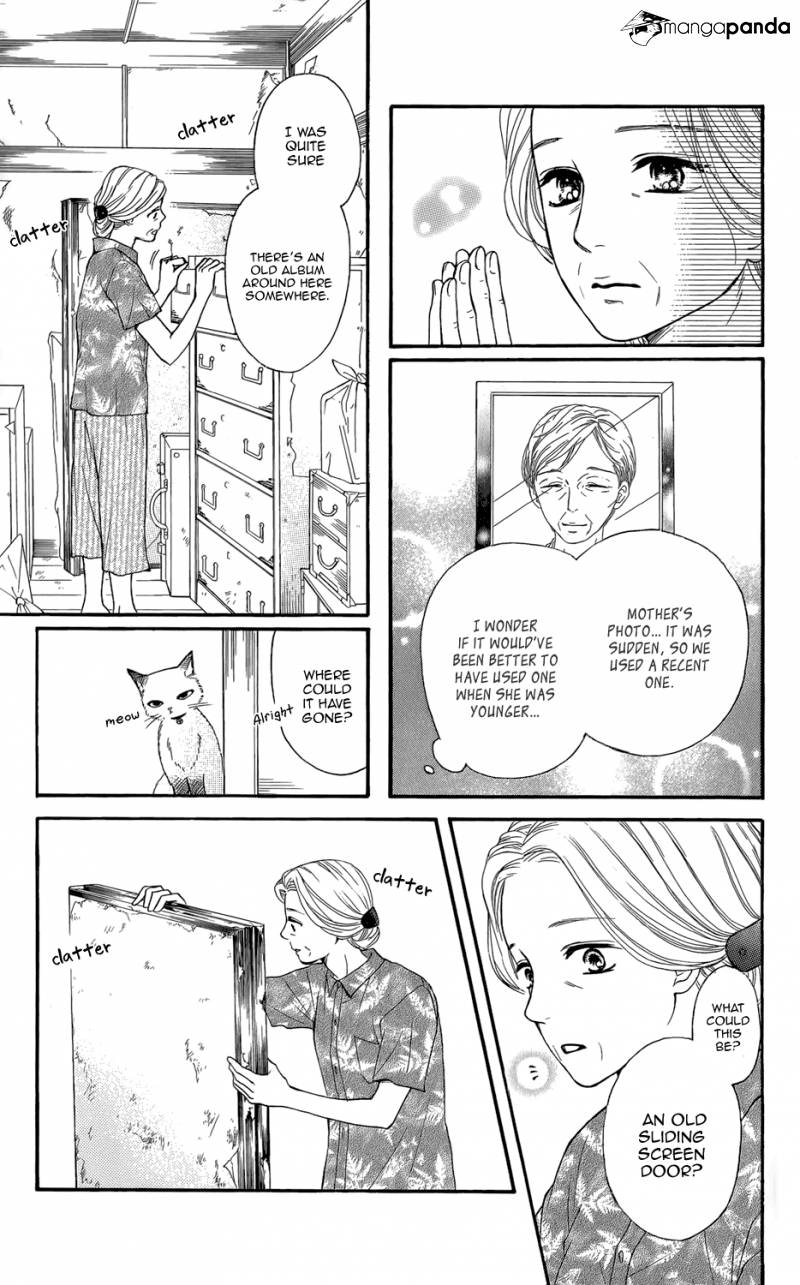 mangapanda
MOTHER'S
PHOTO... IT WAS
SUDDEN, SO WE
USED A RECENT
ONE.
I WONDER
IF IT WOULD'VE
BEEN BETTER TO
HAVE USED ONE
WHEN SHE WAS
YOUNGER...
clatter
I WAS
QUITE
SURE
THERE'S AN
OLD ALBUM
AROUND HERE
SOMEWHERE.
clatter
WHERE
COULD
IT HAVE
GONE?
Alright
meow
WHAT
COULD
THIS
BE?
AN OLD
SLIDING
SCREEN
DOOR?
clatter
clatter